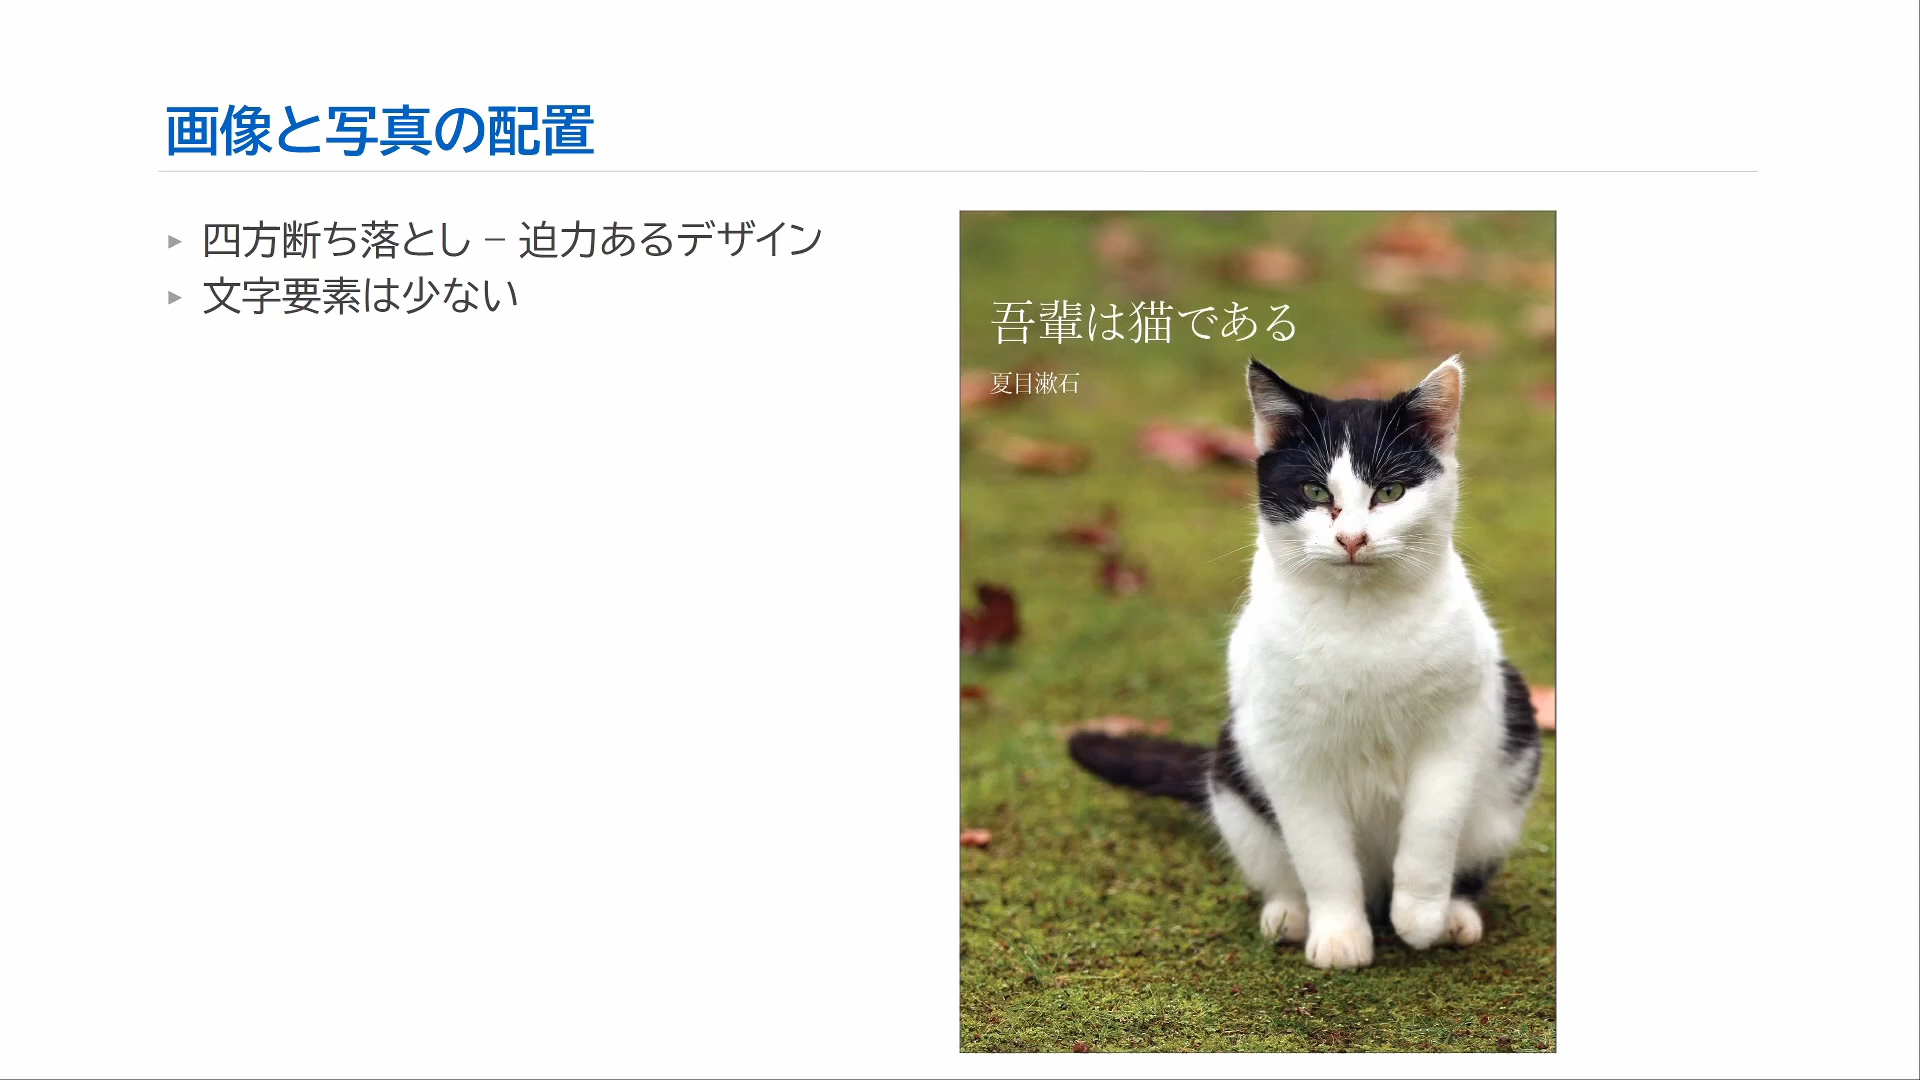 画像と写真の配置
▸ 四方断ち落とし – 迫力あるデザイン
▸ 文字要素は少ない
吾輩は猫である
夏目漱石